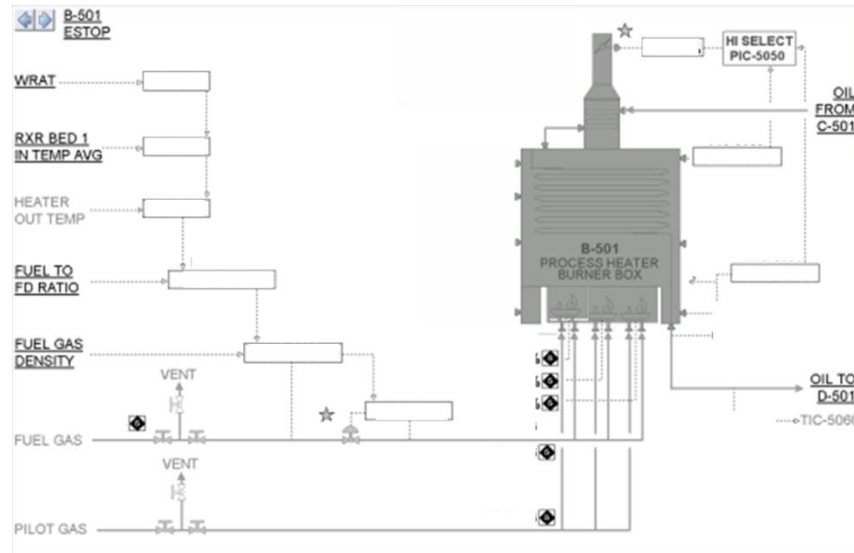 B-501
ESTOP
HI SELECT
PIC-5050
WRAT
OIL
FROM
C-501
RXR BED 1
IN TEMP AVG
HEATER
OUT TEMP
B-501
PROCESS HEATER
BURNER BOX
FUEL TO
FD RATIO
FUEL GAS
DENSITY
VENT
OIL TO
D-501
TIC-5060
FUEL GAS
VENT
PILOT GAS